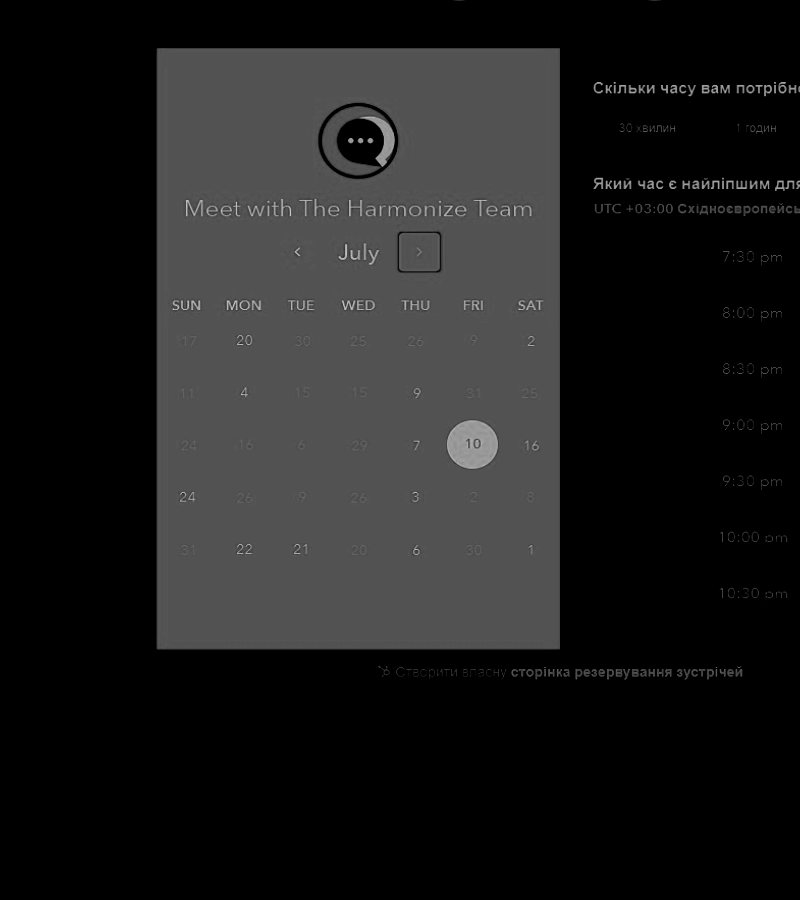 Meet with The Harmonize Team
July
SUN MON TUE WED THU FRI SAT
17 20 30 25 26 9 2
11 4 15 15 9 31 25
24 16 6 29 7 10 16
24 26 9 26 3 2 8
31 22 21 20 6 30 1
Скільки часу вам потрібно
30 хвилин 1 годин
Який час є найліпшим для
UTC +03:00
7:30 pm
8:00 pm
8:30 pm
9:00 pm
9:30 pm
10:00 pm
10:30 pm
Створити власну сторінка резервування зустрічей